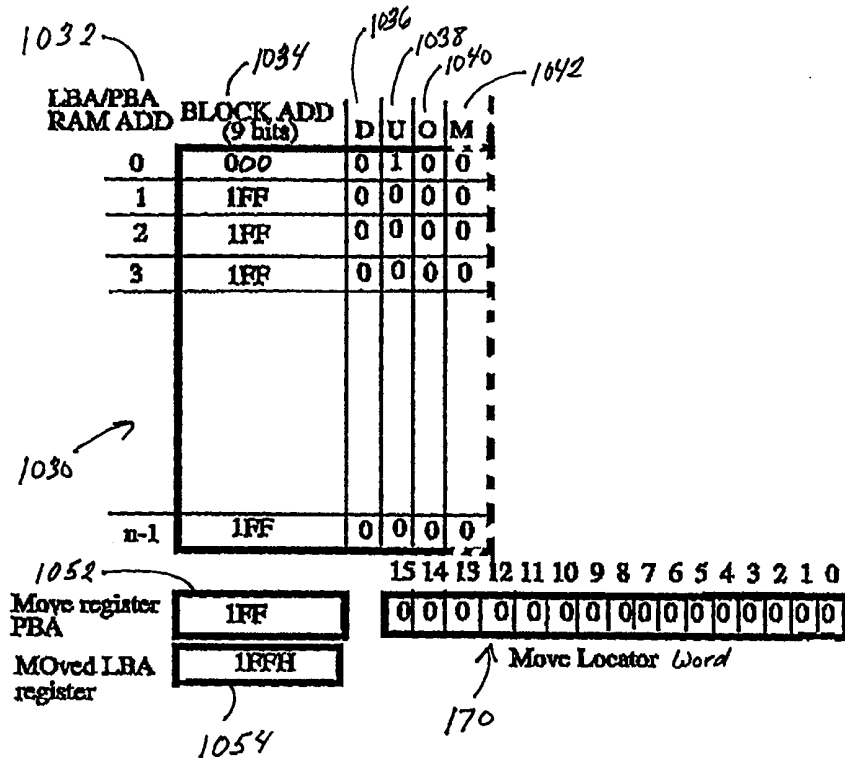 1032
1034
1036
1038
1040
1042
LBA/PBA
RAM ADD
BLOCK ADD
(9 bits)
D U O M
0 000 0 1 0 0
1 1FF 0 0 0 0
2 1FF 0 0 0 0
3 1FF 0 0 0 0
1030
n-1 1FF 0 0 0 0
1052
15 14 13 12 11 10 9 8 7 6 5 4 3 2 1 0
Move register
PBA
1FF
0 0 0 0 0 0 0 0 0 0 0 0 0 0 0 0
MOved LBA
register
1FFH
Move Locator Word
170
1054